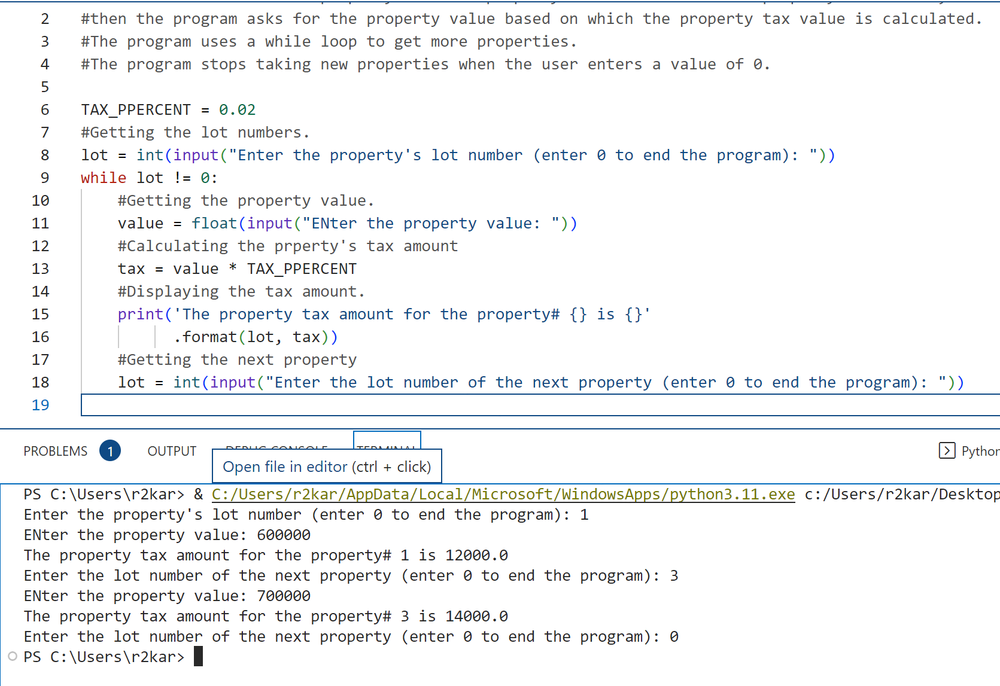 2 #then the program asks for the property value based on which the property tax value is calculated.
3 #The program uses a while loop to get more properties.
4 #The program stops taking new properties when the user enters a value of 0.
5
6 TAX_PPERCENT = 0.02
7 #Getting the lot numbers.
8 lot = int(input("Enter the property's lot number (enter 0 to end the program): "))
9 while lot != 0:
10     #Getting the property value.
11     value = float(input("ENter the property value: "))
12     #Calculating the prperty's tax amount
13     tax = value * TAX_PPERCENT
14     #Displaying the tax amount.
15     print('The property tax amount for the property# {} is {}'
16           .format(lot, tax))
17     #Getting the next property
18     lot = int(input("Enter the lot number of the next property (enter 0 to end the program): "))
19
PROBLEMS 1 OUTPUT DEBUG CONSOLE TERMINAL Python
Open file in editor (ctrl + click)
PS C:\Users\r2kar> & C:/Users/r2kar/AppData/Local/Microsoft/WindowsApps/python3.11.exe c:/Users/r2kar/Desktop
Enter the property's lot number (enter 0 to end the program): 1
ENter the property value: 600000
The property tax amount for the property# 1 is 12000.0
Enter the lot number of the next property (enter 0 to end the program): 3
ENter the property value: 700000
The property tax amount for the property# 3 is 14000.0
Enter the lot number of the next property (enter 0 to end the program): 0
PS C:\Users\r2kar>